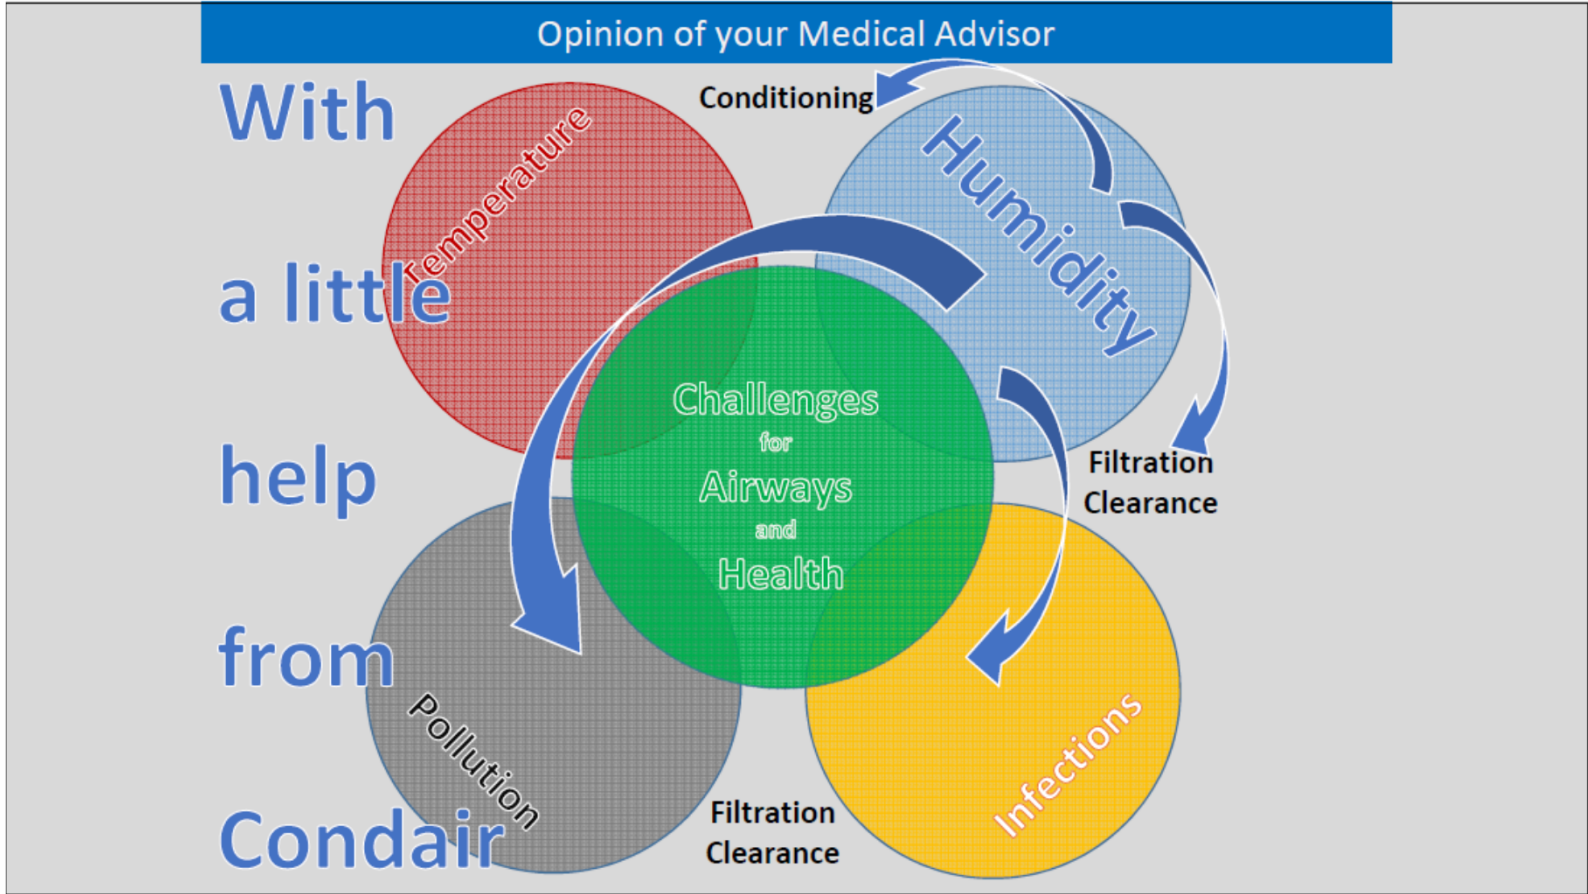 Opinion of your Medical Advisor
With
a little
help
from
Condair
Temperature
Conditioning
Humidity
Challenges
for
Airways
and
Health
Filtration
Clearance
Pollution
Filtration
Clearance
Infections